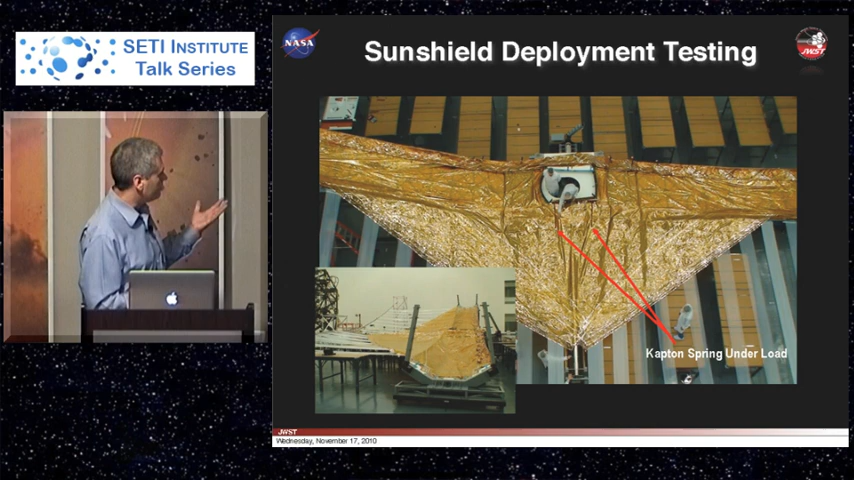 SETI INSTITUTE
Talk Series
NASA
Sunshield Deployment Testing
JWST
Kapton Spring Under Load
JWST
Wednesday, November 17, 2010